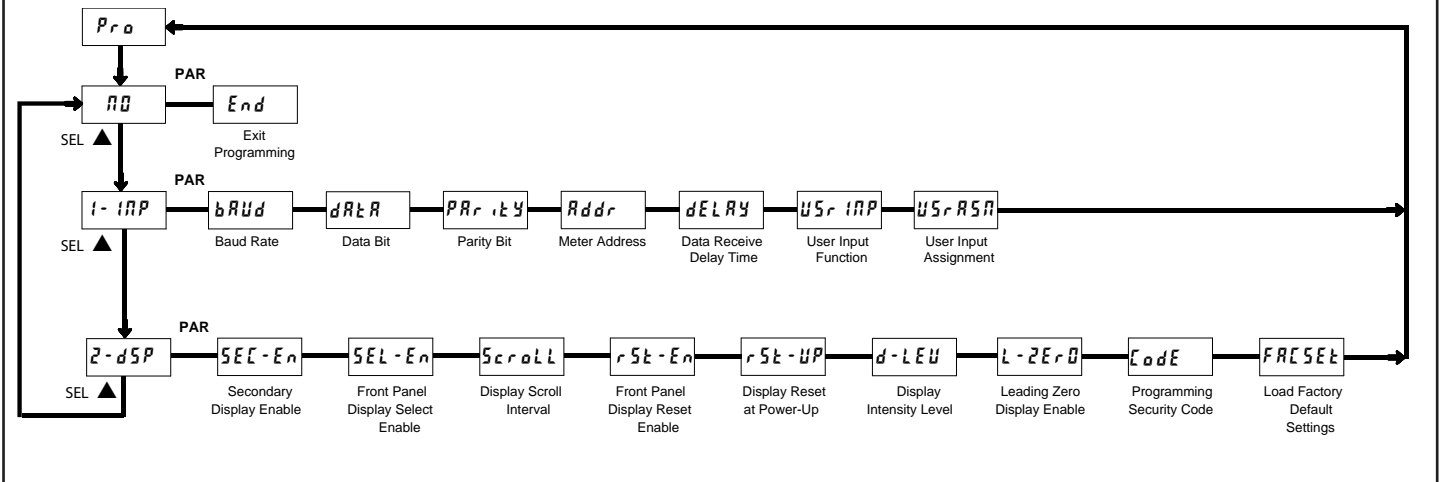 Pro
PAR
NO
End
SEL ▲
Exit
Programming
PAR
1-INP
bAUd
dAtA
PAritY
Addr
dELAY
USrINP
USrASN
SEL ▲
Baud Rate
Data Bit
Parity Bit
Meter Address
Data Receive
Delay Time
User Input
Function
User Input
Assignment
PAR
2-dSP
SEC-En
SEL-En
ScroLL
rSt-En
rSt-UP
d-LEV
L-ZErO
CodE
FACSEt
SEL ▲
Secondary
Display Enable
Front Panel
Display Select
Enable
Display Scroll
Interval
Front Panel
Display Reset
Enable
Display Reset
at Power-Up
Display
Intensity Level
Leading Zero
Display Enable
Programming
Security Code
Load Factory
Default
Settings